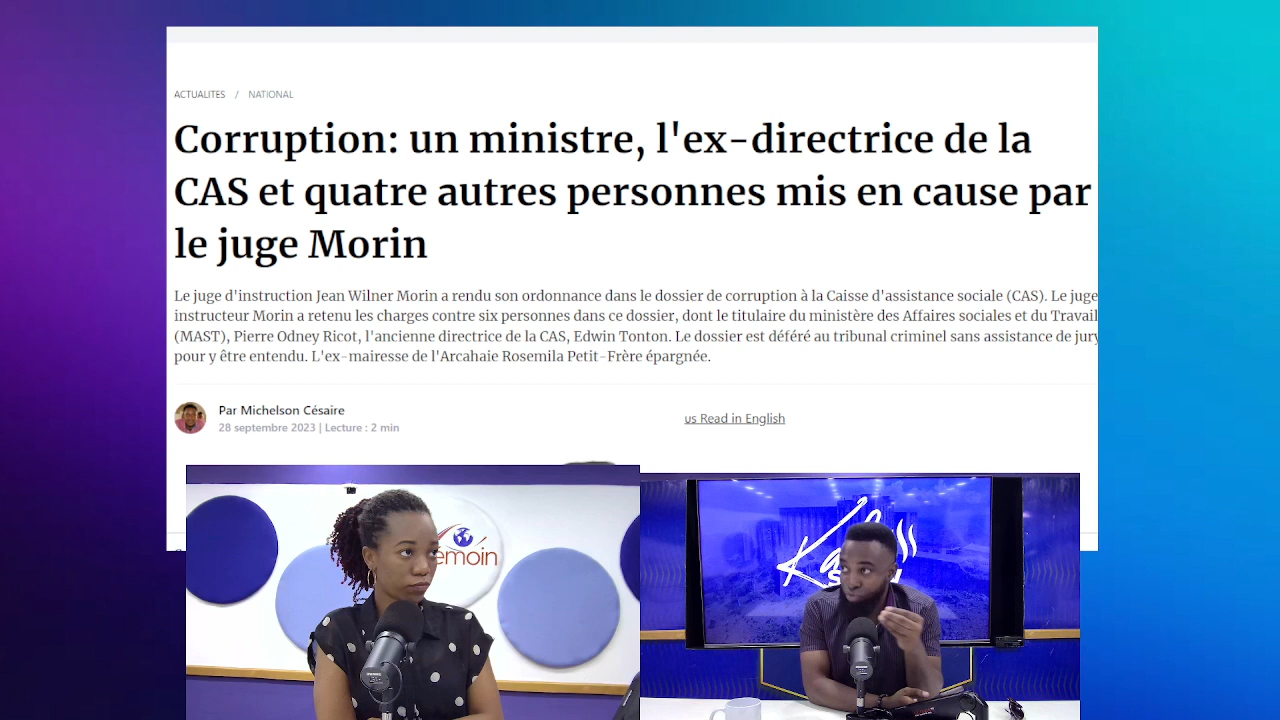 ACTUALITES / NATIONAL
Corruption: un ministre, l'ex-directrice de la
CAS et quatre autres personnes mis en cause par
le juge Morin
Le juge d'instruction Jean Wilner Morin a rendu son ordonnance dans le dossier de corruption à la Caisse d'assistance sociale (CAS). Le juge
instructeur Morin a retenu les charges contre six personnes dans ce dossier, dont le titulaire du ministère des Affaires sociales et du Travail
(MAST), Pierre Odney Ricot, l'ancienne directrice de la CAS, Edwin Tonton. Le dossier est déféré au tribunal criminel sans assistance de jury
pour y être entendu. L'ex-mairesse de l'Arcahaie Rosemila Petit-Frère épargnée.
Par Michelson Césaire
28 septembre 2023 | Lecture : 2 min
us Read in English